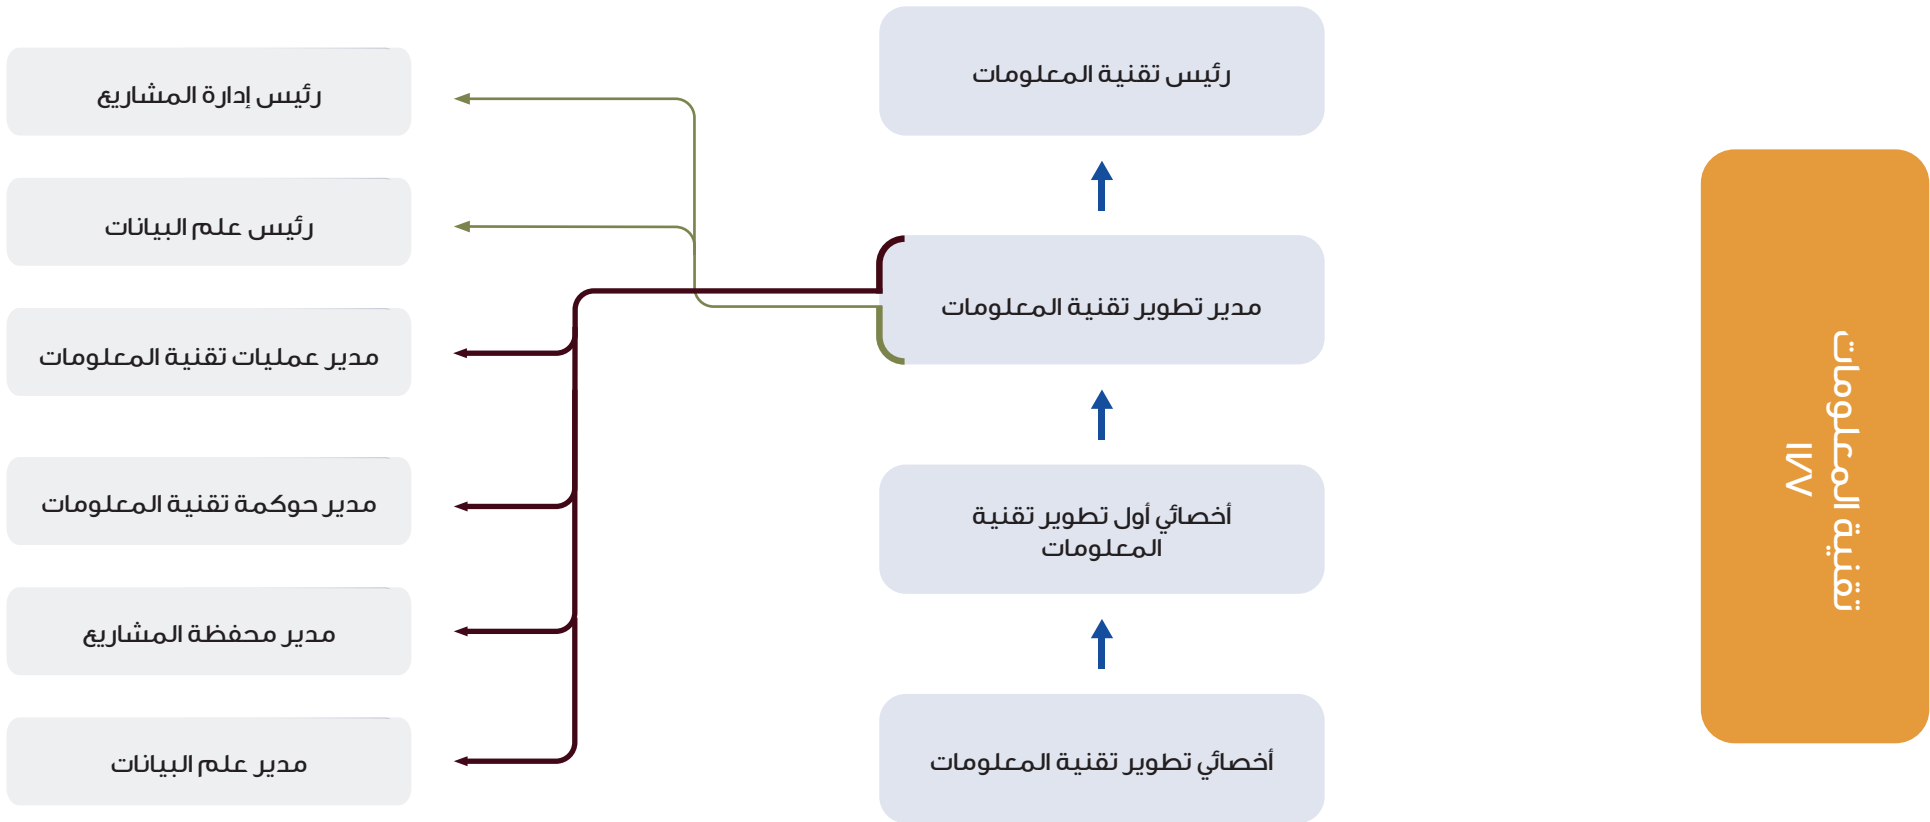 رئيس تقنية المعلومات
مدير تطوير تقنية المعلومات
أخصائي أول تطوير تقنية
المعلومات
أخصائي تطوير تقنية المعلومات
رئيس إدارة المشاريع
رئيس علم البيانات
مدير عمليات تقنية المعلومات
مدير حوكمة تقنية المعلومات
مدير محفظة المشاريع
مدير علم البيانات
تقنية المعلومات